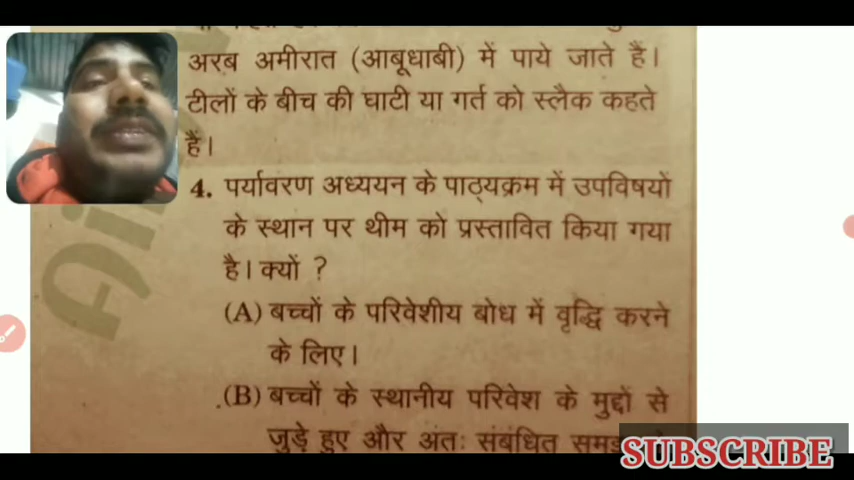 अरब अमीरात (आबूधाबी) में पाये जाते हैं।
टीलों के बीच की घाटी या गर्त को स्लैक कहते
हैं।
4. पर्यावरण अध्ययन के पाठ्यक्रम में उपविषयों
के स्थान पर थीम को प्रस्तावित किया गया
है। क्यों ?
(A) बच्चों के परिवेशीय बोध में वृद्धि करने
के लिए।
(B) बच्चों के स्थानीय परिवेश के मुद्दों से
जुड़े हुए और अंतः संबंधित
SUBSCRIBE